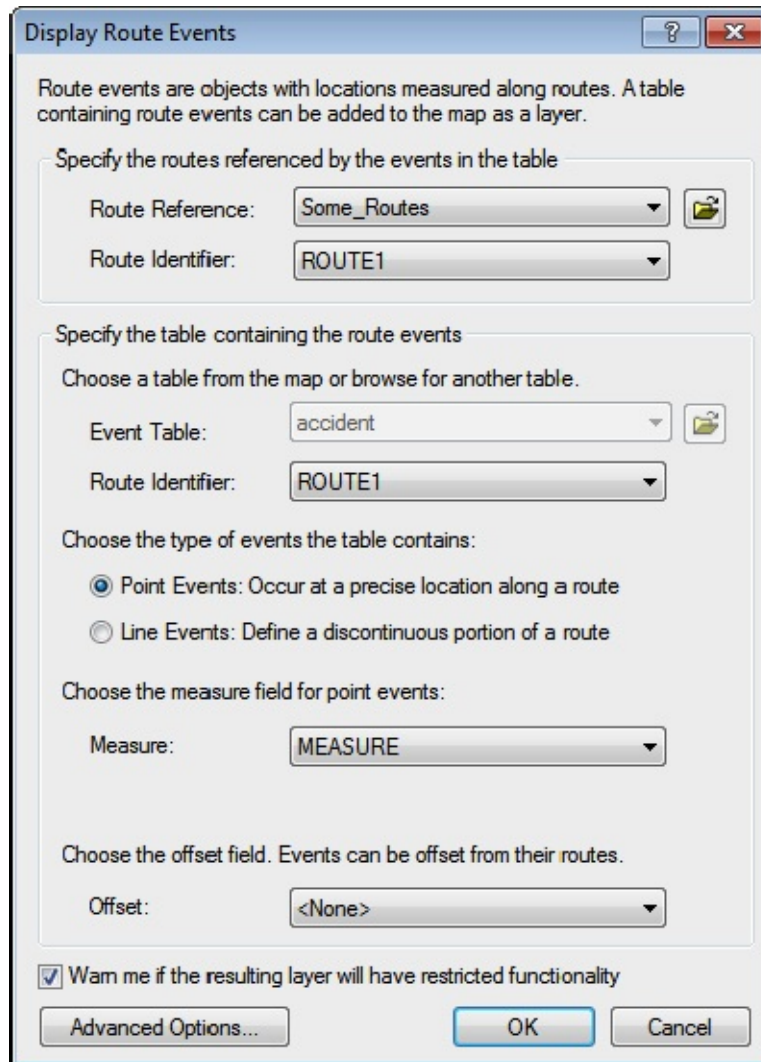 Display Route Events
?
Route events are objects with locations measured along routes. A table
containing route events can be added to the map as a layer.
Specify the routes referenced by the events in the table
Route Reference: Some_Routes
Route Identifier: ROUTE1
Specify the table containing the route events
Choose a table from the map or browse for another table.
Event Table: accident
Route Identifier: ROUTE1
Choose the type of events the table contains:
Point Events: Occur at a precise location along a route
Line Events: Define a discontinuous portion of a route
Choose the measure field for point events:
Measure: MEASURE
Choose the offset field. Events can be offset from their routes.
Offset: <None>
Warn me if the resulting layer will have restricted functionality
Advanced Options... OK Cancel